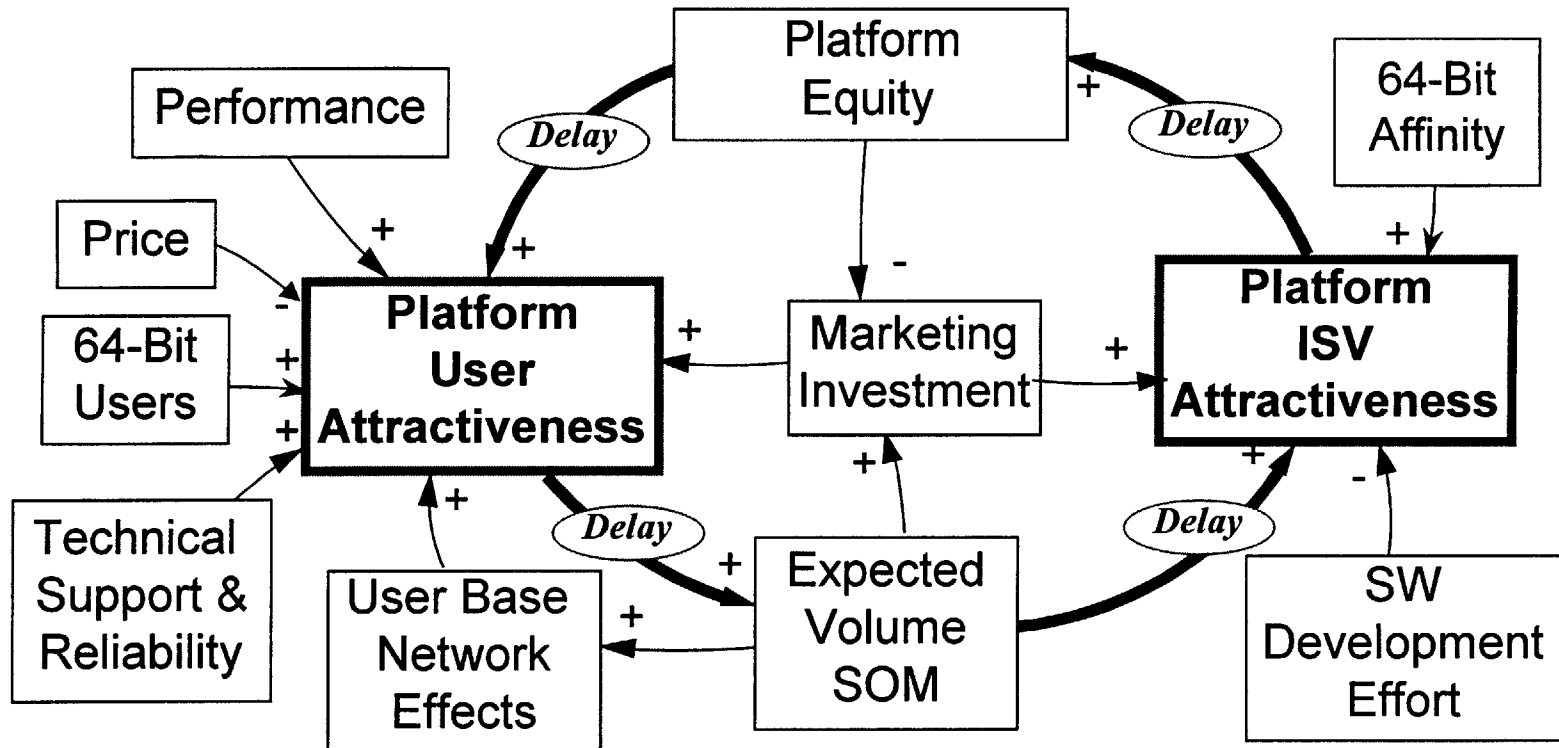 Platform
Equity
+
64-Bit
Affinity
+
Performance
+
Delay
+
Delay
Price
-
-
Platform
User
Attractiveness
+
Marketing
Investment
+
Platform
ISV
Attractiveness
64-Bit
Users
+
+
Technical
Support &
Reliability
+
Delay
+
+
User Base
Network
Effects
+
Expected
Volume
SOM
Delay
+
-
SW
Development
Effort